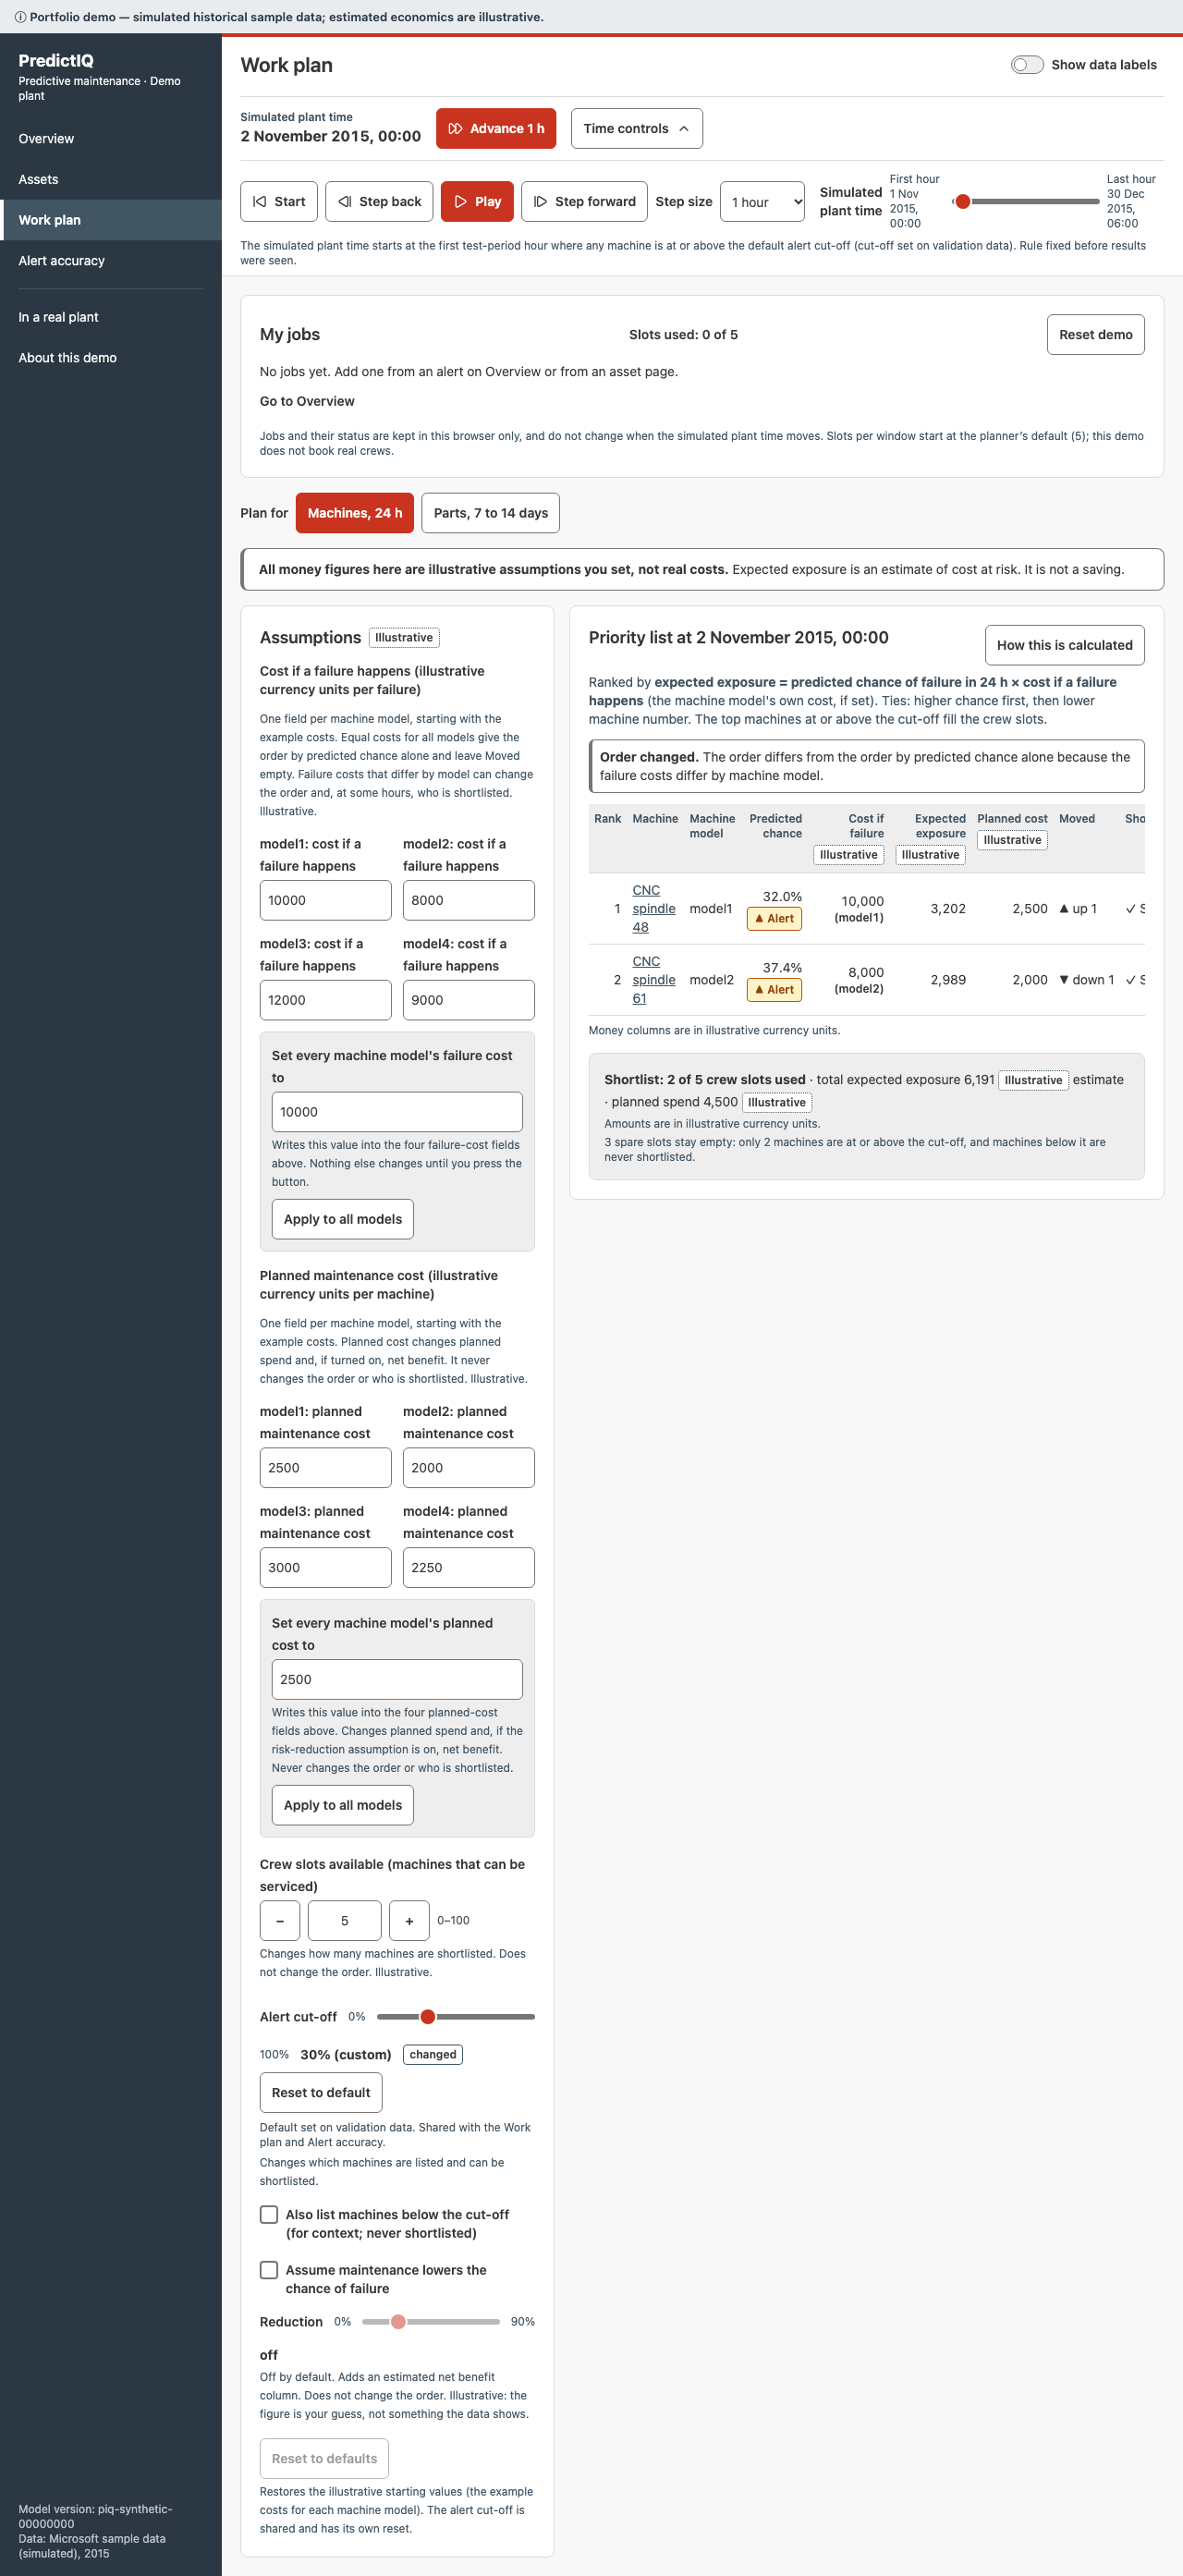 ⓘ Portfolio demo — simulated historical sample data; estimated economics are illustrative.
PredictIQ
Predictive maintenance · Demo
plant
Overview
Assets
Work plan
Alert accuracy
In a real plant
About this demo
Model version: piq-synthetic-
00000000
Data: Microsoft sample data
(simulated), 2015
Work plan
Show data labels
Simulated plant time
2 November 2015, 00:00
Advance 1 h
Time controls
Start
Step back
Play
Step forward
Step size
1 hour
Simulated
plant time
First hour
1 Nov
2015,
00:00
Last hour
30 Dec
2015,
06:00
The simulated plant time starts at the first test-period hour where any machine is at or above the default alert cut-off (cut-off set on validation data). Rule fixed before results
were seen.
My jobs
Slots used: 0 of 5
Reset demo
No jobs yet. Add one from an alert on Overview or from an asset page.
Go to Overview
Jobs and their status are kept in this browser only, and do not change when the simulated plant time moves. Slots per window start at the planner's default (5); this demo
does not book real crews.
Plan for
Machines, 24 h
Parts, 7 to 14 days
All money figures here are illustrative assumptions you set, not real costs. Expected exposure is an estimate of cost at risk. It is not a saving.
Assumptions
Illustrative
Cost if a failure happens (illustrative
currency units per failure)
One field per machine model, starting with the
example costs. Equal costs for all models give the
order by predicted chance alone and leave Moved
empty. Failure costs that differ by model can change
the order and, at some hours, who is shortlisted.
Illustrative.
model1: cost if a
failure happens
10000
model2: cost if a
failure happens
8000
model3: cost if a
failure happens
12000
model4: cost if a
failure happens
9000
Set every machine model's failure cost
to
10000
Writes this value into the four failure-cost fields
above. Nothing else changes until you press the
button.
Apply to all models
Planned maintenance cost (illustrative
currency units per machine)
One field per machine model, starting with the
example costs. Planned cost changes planned
spend and, if turned on, net benefit. It never
changes the order or who is shortlisted. Illustrative.
model1: planned
maintenance cost
2500
model2: planned
maintenance cost
2000
model3: planned
maintenance cost
3000
model4: planned
maintenance cost
2250
Set every machine model's planned
cost to
2500
Writes this value into the four planned-cost
fields above. Changes planned spend and, if the
risk-reduction assumption is on, net benefit.
Never changes the order or who is shortlisted.
Apply to all models
Crew slots available (machines that can be
serviced)
−
5
+
0–100
Changes how many machines are shortlisted. Does
not change the order. Illustrative.
Alert cut-off
0%
100%
30% (custom)
changed
Reset to default
Default set on validation data. Shared with the Work
plan and Alert accuracy.
Changes which machines are listed and can be
shortlisted.
Also list machines below the cut-off
(for context; never shortlisted)
Assume maintenance lowers the
chance of failure
Reduction
0%
90%
off
Off by default. Adds an estimated net benefit
column. Does not change the order. Illustrative: the
figure is your guess, not something the data shows.
Reset to defaults
Restores the illustrative starting values (the example
costs for each machine model). The alert cut-off is
shared and has its own reset.
Priority list at 2 November 2015, 00:00
How this is calculated
Ranked by expected exposure = predicted chance of failure in 24 h × cost if a failure
happens (the machine model's own cost, if set). Ties: higher chance first, then lower
machine number. The top machines at or above the cut-off fill the crew slots.
Order changed. The order differs from the order by predicted chance alone because the
failure costs differ by machine model.
Rank
Machine
Machine
model
Predicted
chance
Cost if
failure
Illustrative
Expected
exposure
Illustrative
Planned cost
Illustrative
Moved
Sho
1
CNC
spindle
48
model1
32.0%
▲ Alert
10,000
(model1)
3,202
2,500
▲ up 1
✓ S
2
CNC
spindle
61
model2
37.4%
▲ Alert
8,000
(model2)
2,989
2,000
▼ down 1
✓ S
Money columns are in illustrative currency units.
Shortlist: 2 of 5 crew slots used · total expected exposure 6,191 Illustrative estimate
· planned spend 4,500 Illustrative
Amounts are in illustrative currency units.
3 spare slots stay empty: only 2 machines are at or above the cut-off, and machines below it are
never shortlisted.